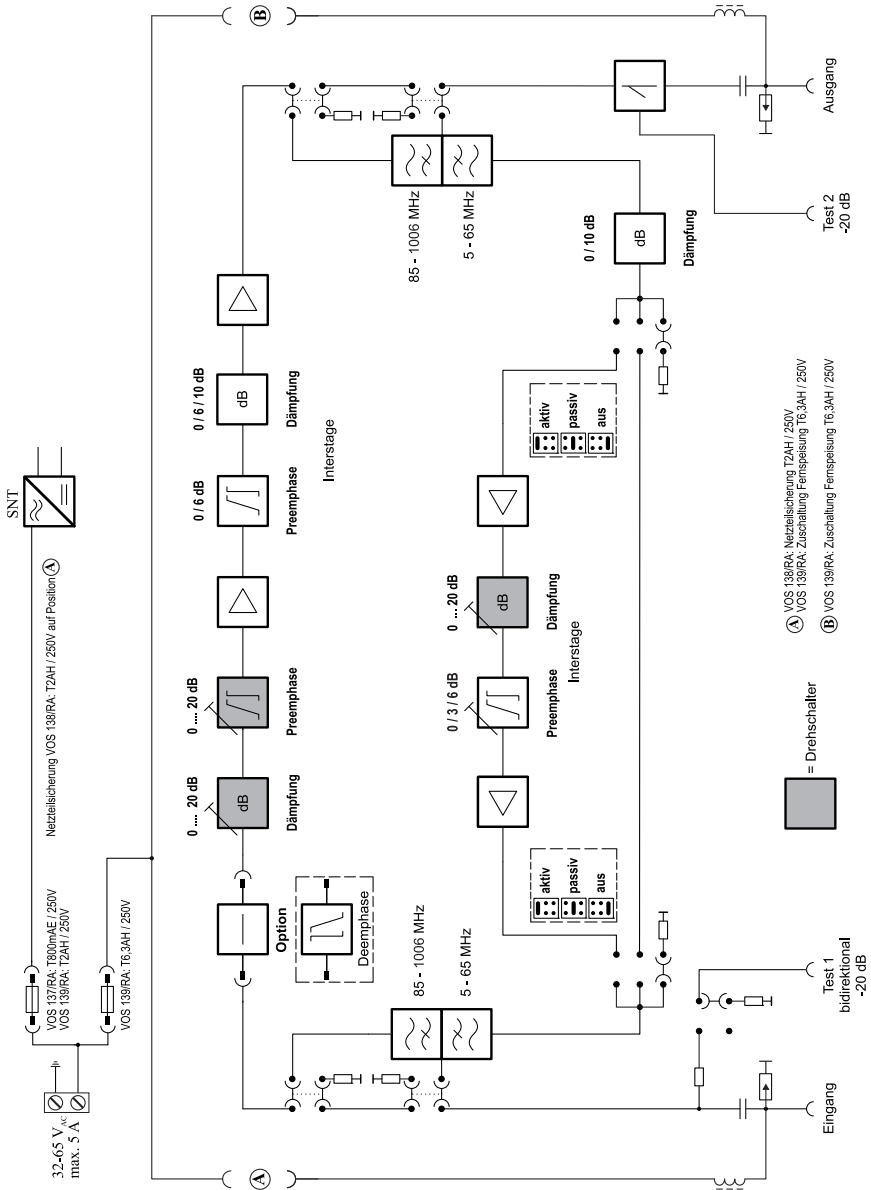 32-65 VAC
max. 5 A
VOS 137/RA: T800mAE / 250V
VOS 139/RA: T2AH / 250V
VOS 139/RA: T6,3AH / 250V
Netzteilsicherung VOS 138/RA: T2AH / 250V auf Position A
SNT
A
B
Option
Deemphase
0 .... 20 dB
dB
Dämpfung
0 .... 20 dB
Preemphase
0 / 6 dB
Preemphase
0 / 6 / 10 dB
dB
Dämpfung
Interstage
85 - 1006 MHz
5 - 65 MHz
85 - 1006 MHz
5 - 65 MHz
aktiv
passiv
aus
0 / 3 / 6 dB
Preemphase
0 ... 20 dB
dB
Dämpfung
Interstage
aktiv
passiv
aus
0 / 10 dB
dB
Dämpfung
Eingang
Test 1
bidirektional
-20 dB
= Drehschalter
A VOS 138/RA: Netzteilsicherung T2AH / 250V
VOS 139/RA: Zuschaltung Fernspeisung T6,3AH / 250V
B VOS 139/RA: Zuschaltung Fernspeisung T6,3AH / 250V
Test 2
-20 dB
Ausgang